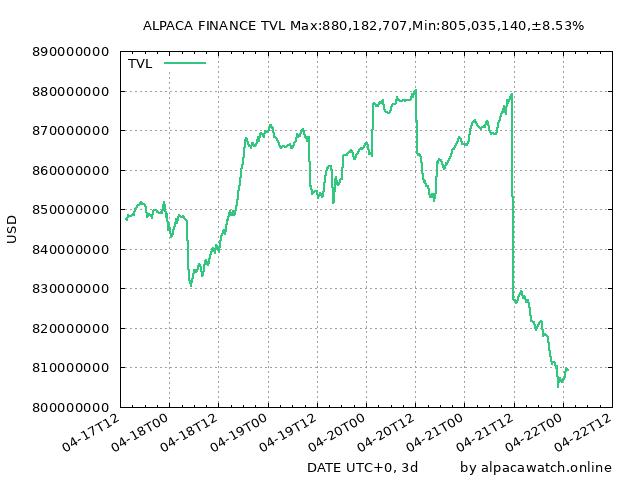 ALPACA FINANCE TVL Max:880,182,707,Min:805,035,140,±8.53%
890000000
880000000
870000000
860000000
850000000
840000000
830000000
820000000
810000000
800000000
TVL
USD
04-17T12
04-18T00
04-18T12
04-19T00
04-19T12
04-20T00
04-20T12
04-21T00
04-21T12
04-22T00
04-22T12
DATE UTC+0, 3d
by alpacawatch.online